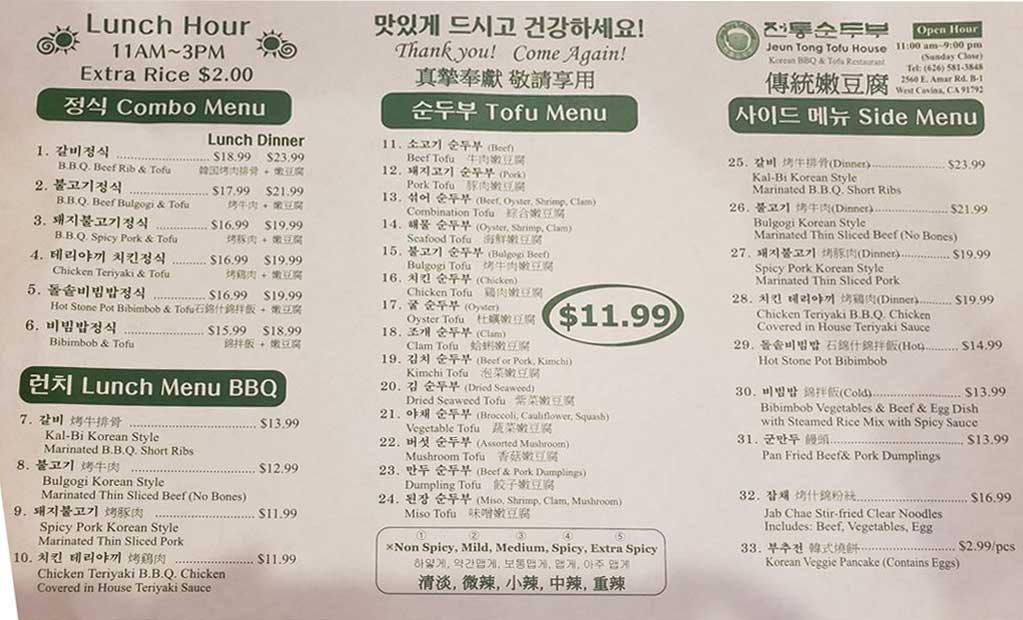 Lunch Hour
11AM~3PM
Extra Rice $2.00
정식 Combo Menu
Lunch Dinner
1. 갈비정식 $18.99 $23.99
B.B.Q. Beef Rib & Tofu 韓国烤肉排骨 + 嫩豆腐
2. 불고기정식 $17.99 $21.99
B.B.Q. Beef Bulgogi & Tofu 烤牛肉 + 嫩豆腐
3. 돼지불고기정식 $16.99 $19.99
B.B.Q. Spicy Pork & Tofu 烤豚肉 + 嫩豆腐
4. 테리야끼 치킨정식 $16.99 $19.99
Chicken Teriyaki & Tofu 烤鷄肉 + 嫩豆腐
5. 돌솥비빔밥정식 $16.99 $19.99
Hot Stone Pot Bibimbob & Tofu石錦什錦拌飯 + 嫩豆腐
6. 비빔밥정식 $15.99 $18.99
Bibimbob & Tofu 錦拌飯 + 嫩豆腐
런치 Lunch Menu BBQ
7. 갈비 烤牛排骨 $13.99
Kal-Bi Korean Style
Marinated B.B.Q. Short Ribs
8. 불고기 烤牛肉 $12.99
Bulgogi Korean Style
Marinated Thin Sliced Beef (No Bones)
9. 돼지불고기 烤豚肉 $11.99
Spicy Pork Korean Style
Marinated Thin Sliced Pork
10. 치킨 테리야끼 烤鷄肉 $11.99
Chicken Teriyaki B.B.Q. Chicken
Covered in House Teriyaki Sauce
맛있게 드시고 건강하세요!
Thank you! Come Again!
真摯奉獻 敬請享用
순두부 Tofu Menu
11. 소고기 순두부 (Beef)
Beef Tofu 牛肉嫩豆腐
12. 돼지고기 순두부 (Pork)
Pork Tofu 豚肉嫩豆腐
13. 섞어 순두부 (Beef, Oyster, Shrimp, Clam)
Combination Tofu 綜合嫩豆腐
14. 해물 순두부 (Oyster, Shrimp, Clam)
Seafood Tofu 海鮮嫩豆腐
15. 불고기 순두부 (Bulgogi Beef)
Bulgogi Tofu 烤牛肉嫩豆腐
16. 치킨 순두부 (Chicken)
Chicken Tofu 鷄肉嫩豆腐
17. 굴 순두부 (Oyster)
Oyster Tofu 杜蠣嫩豆腐
18. 조개 순두부 (Clam)
Clam Tofu 蛤蜊嫩豆腐
19. 김치 순두부 (Beef or Pork, Kimchi)
Kimchi Tofu 泡菜嫩豆腐
20. 김 순두부 (Dried Seaweed)
Dried Seaweed Tofu 紫菜嫩豆腐
21. 야채 순두부 (Broccoli, Cauliflower, Squash)
Vegetable Tofu 蔬菜嫩豆腐
22. 버섯 순두부 (Assorted Mushroom)
Mushroom Tofu 香菇嫩豆腐
23. 만두 순두부 (Beef & Pork Dumplings)
Dumpling Tofu 餃子嫩豆腐
24. 된장 순두부 (Miso, Shrimp, Clam, Mushroom)
Miso Tofu 味噌嫩豆腐
$11.99
① ② ③ ④ ⑤
×Non Spicy, Mild, Medium, Spicy, Extra Spicy
하얗게, 약간맵게, 보통맵게, 맵게, 아주 맵게
清淡, 微辣, 小辣, 中辣, 重辣
전통순두부
Jeun Tong Tofu House
Korean BBQ & Tofu Restaurant
傳統嫩豆腐
Open Hour
11:00 am~9:00 pm
(Sunday Close)
Tel: (626) 581-3848
2560 E. Amar Rd. B-1
West Covina, CA 91792
사이드 메뉴 Side Menu
25. 갈비 烤牛排骨(Dinner) $23.99
Kal-Bi Korean Style
Marinated B.B.Q. Short Ribs
26. 불고기 烤牛肉(Dinner) $21.99
Bulgogi Korean Style
Marinated Thin Sliced Beef (No Bones)
27. 돼지불고기 烤豚肉(Dinner) $19.99
Spicy Pork Korean Style
Marinated Thin Sliced Pork
28. 치킨 테리야끼 烤鷄肉(Dinner) $19.99
Chicken Teriyaki B.B.Q. Chicken
Covered in House Teriyaki Sauce
29. 돌솥비빔밥 石錦什錦拌飯(Hot) $14.99
Hot Stone Pot Bibimbob
30. 비빔밥 錦拌飯(Cold) $13.99
Bibimbob Vegetables & Beef & Egg Dish
with Steamed Rice Mix with Spicy Sauce
31. 군만두 饅頭 $13.99
Pan Fried Beef& Pork Dumplings
32. 잡채 烤什錦粉絲 $16.99
Jab Chae Stir-fried Clear Noodles
Includes: Beef, Vegetables, Egg
33. 부추전 韓式燒餅 $2.99/pcs
Korean Veggie Pancake (Contains Eggs)